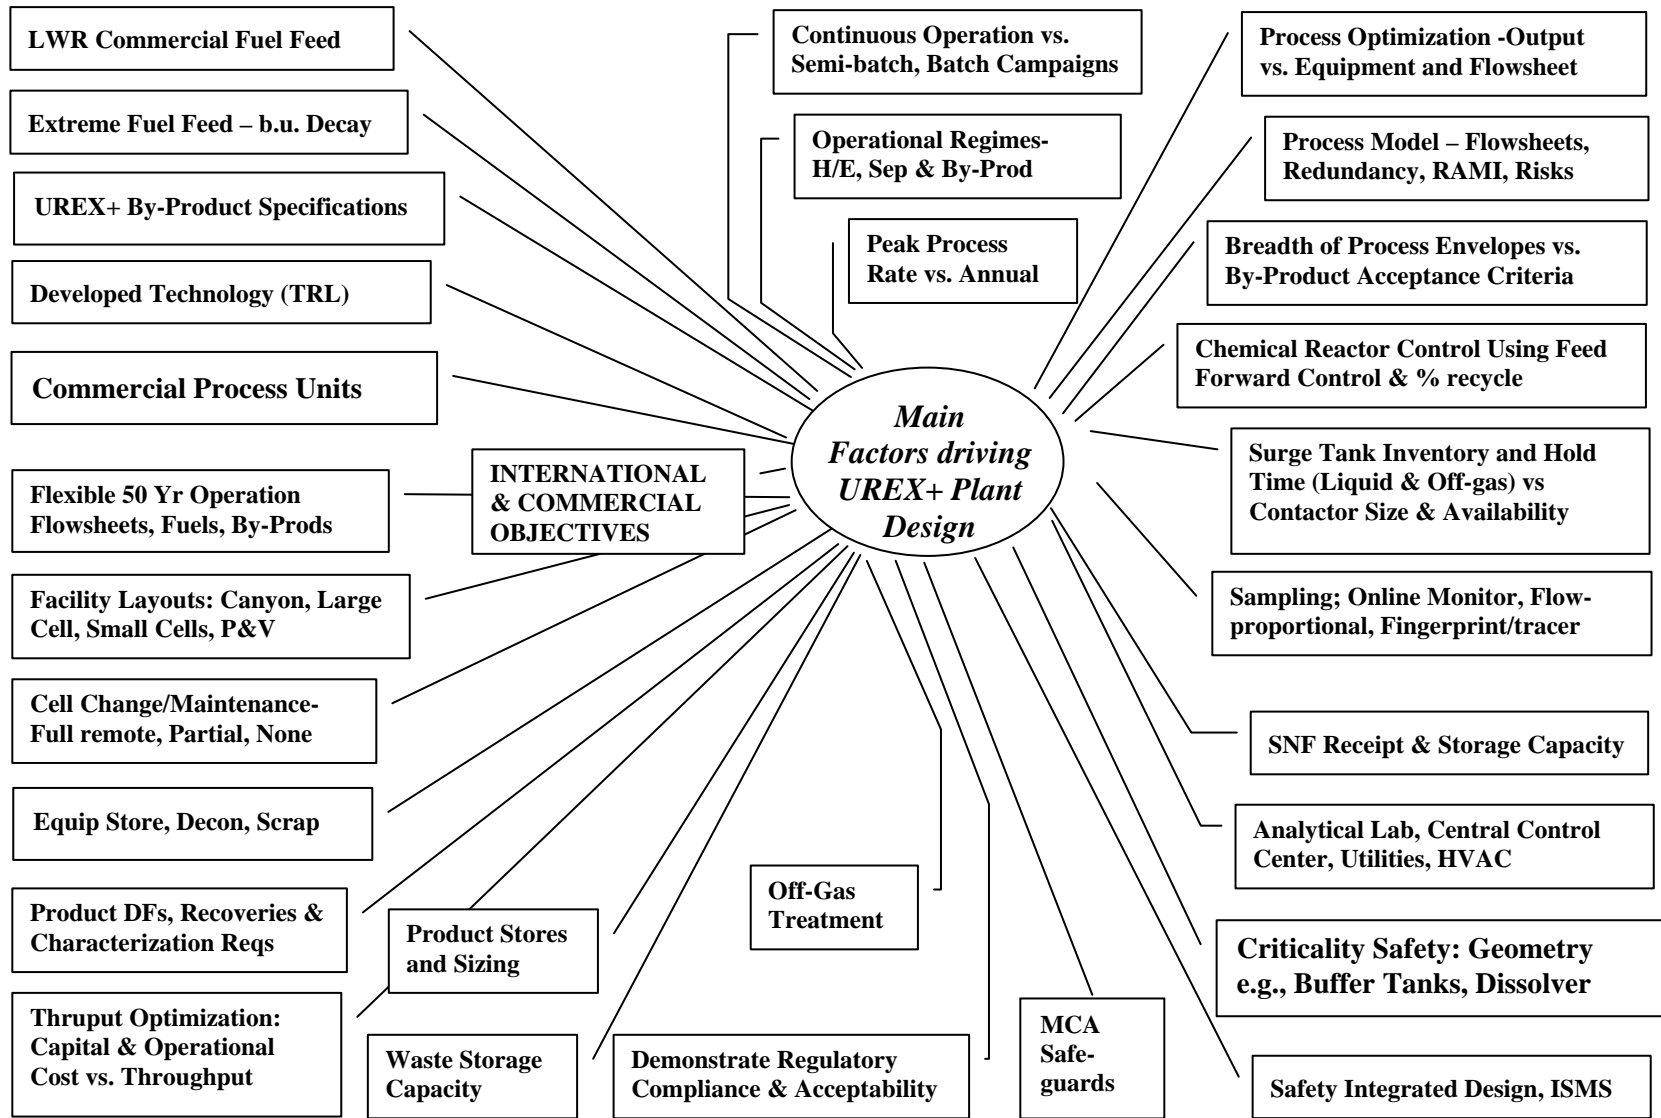 LWR Commercial Fuel Feed
Extreme Fuel Feed – b.u. Decay
UREX+ By-Product Specifications
Developed Technology (TRL)
Commercial Process Units
Flexible 50 Yr Operation
Flowsheets, Fuels, By-Prods
INTERNATIONAL
& COMMERCIAL
OBJECTIVES
Facility Layouts: Canyon, Large
Cell, Small Cells, P&V
Cell Change/Maintenance-
Full remote, Partial, None
Equip Store, Decon, Scrap
Product DFs, Recoveries &
Characterization Reqs
Thruput Optimization:
Capital & Operational
Cost vs. Throughput
Continuous Operation vs.
Semi-batch, Batch Campaigns
Operational Regimes-
H/E, Sep & By-Prod
Peak Process
Rate vs. Annual
Main
Factors driving
UREX+ Plant
Design
Product Stores
and Sizing
Waste Storage
Capacity
Off-Gas
Treatment
Demonstrate Regulatory
Compliance & Acceptability
MCA
Safe-
guards
Process Optimization -Output
vs. Equipment and Flowsheet
Process Model – Flowsheets,
Redundancy, RAMI, Risks
Breadth of Process Envelopes vs.
By-Product Acceptance Criteria
Chemical Reactor Control Using Feed
Forward Control & % recycle
Surge Tank Inventory and Hold
Time (Liquid & Off-gas) vs
Contactor Size & Availability
Sampling; Online Monitor, Flow-
proportional, Fingerprint/tracer
SNF Receipt & Storage Capacity
Analytical Lab, Central Control
Center, Utilities, HVAC
Criticality Safety: Geometry
e.g., Buffer Tanks, Dissolver
Safety Integrated Design, ISMS